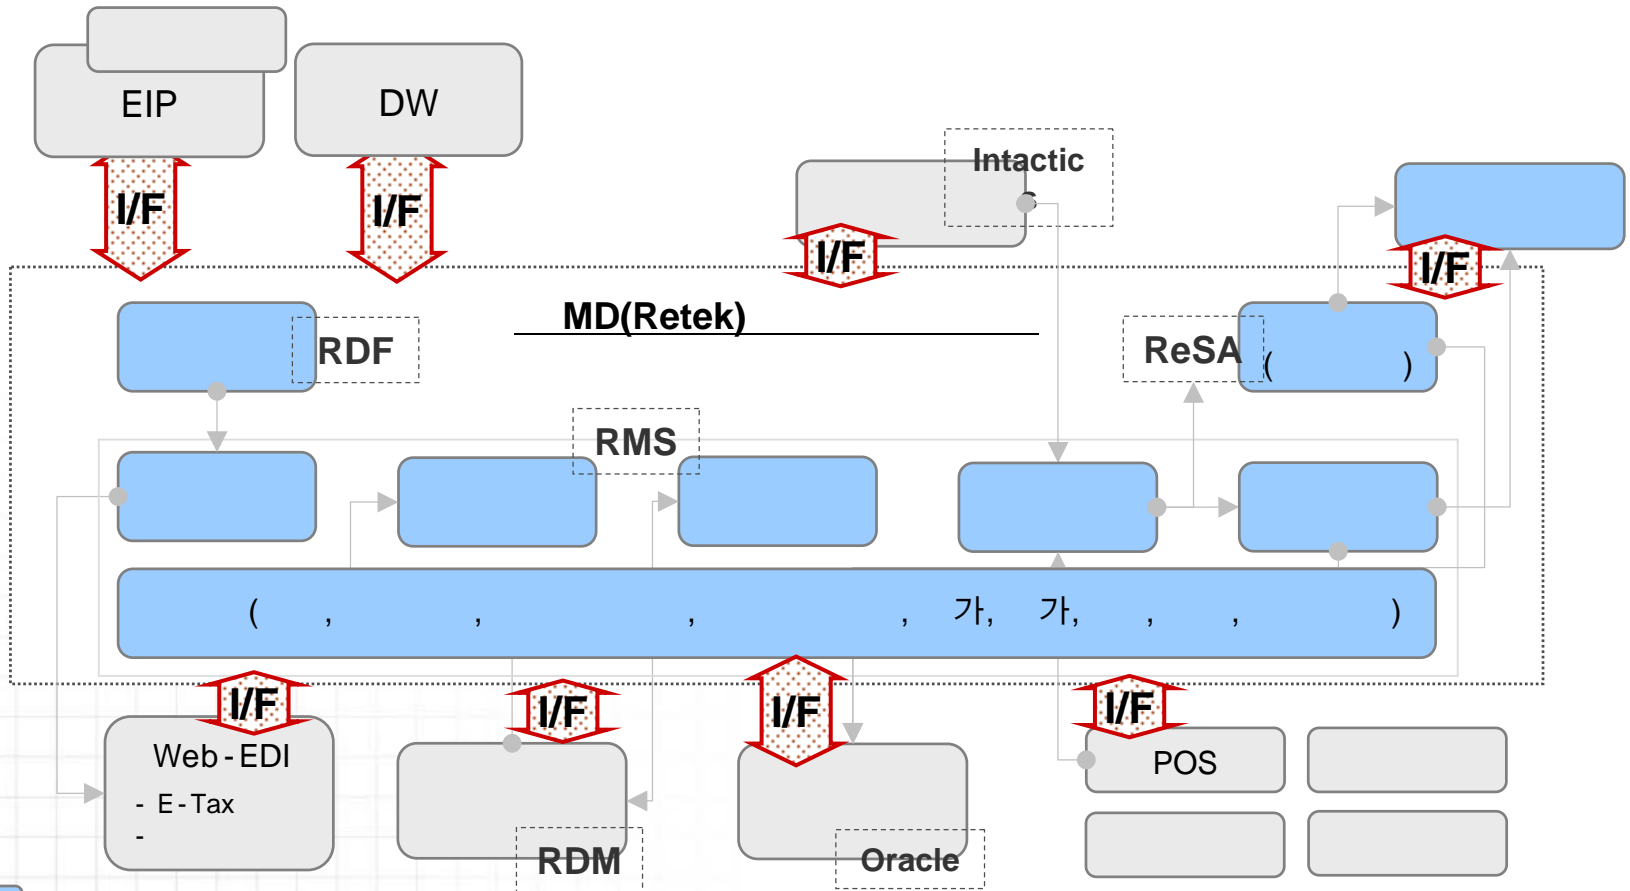 EIP
DW
Intactic
s
I/F
I/F
I/F
I/F
MD(Retek)
RDF
ReSA
( )
RMS
( , , , , 가, 가, , , )
I/F
I/F
I/F
I/F
Web-EDI
- E-Tax
-
POS
RDM
Oracle